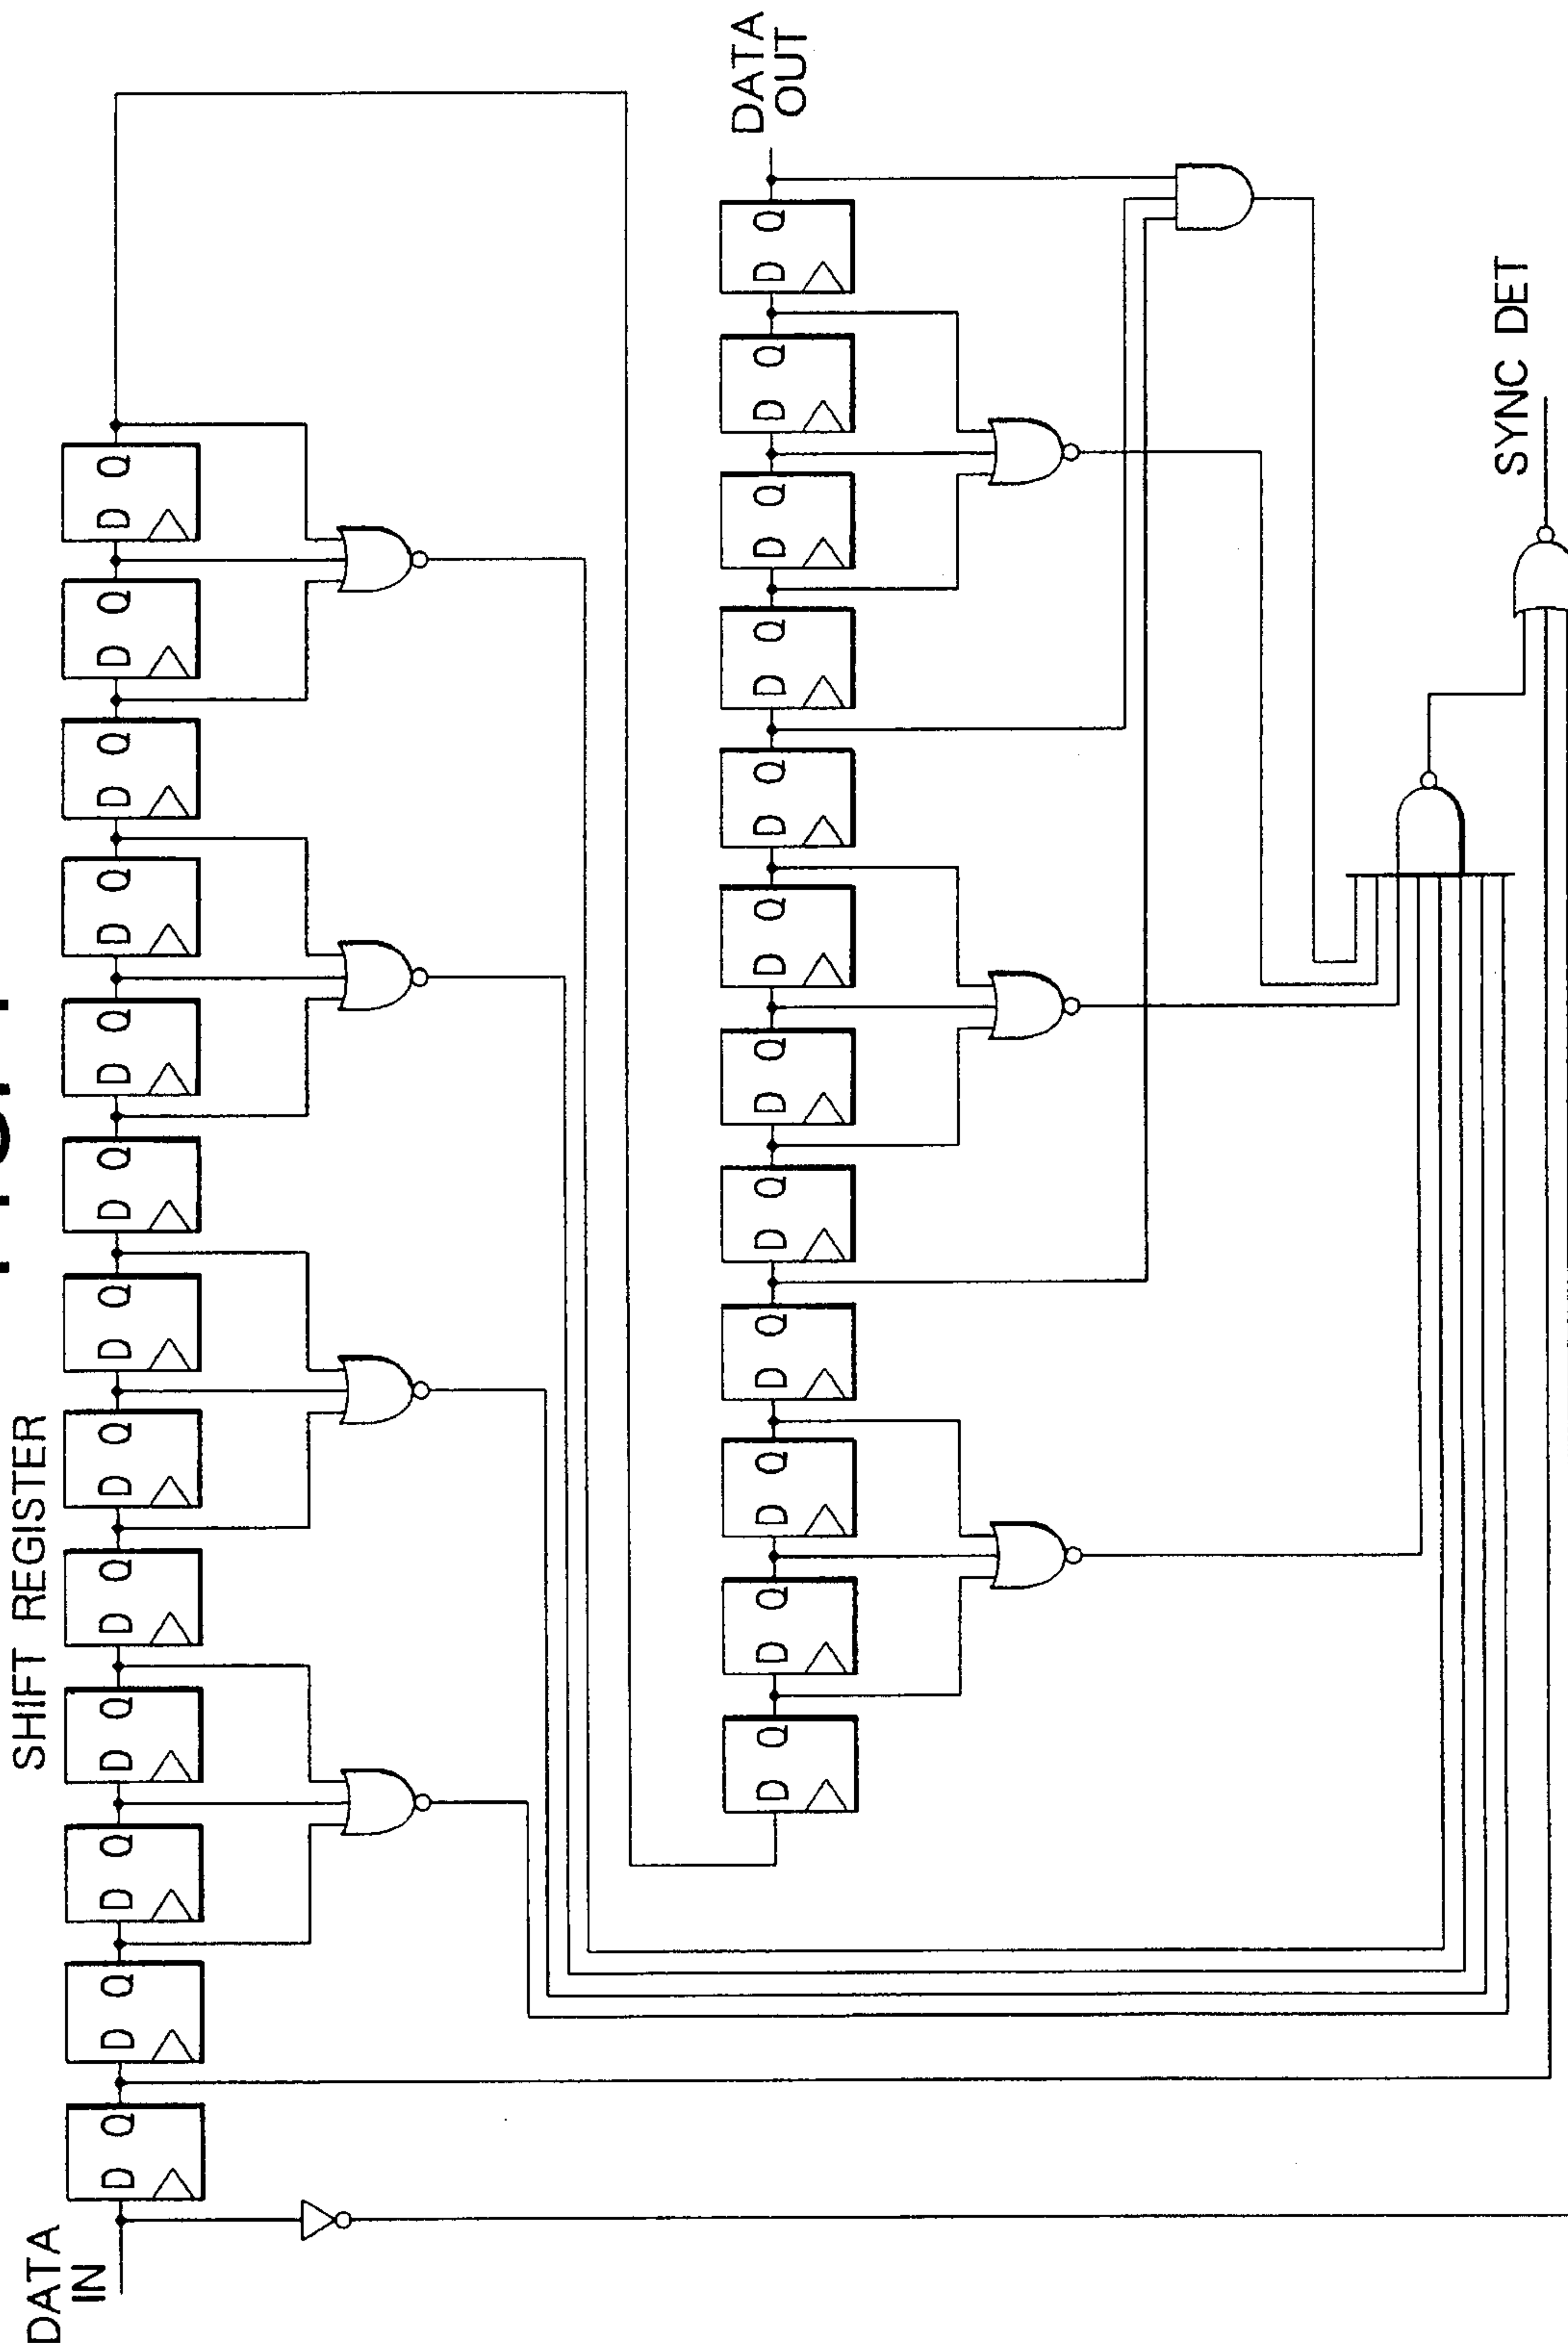 SHIFT REGISTER
DATA
IN
D Q D Q D Q D Q D Q D Q D Q D Q D Q D Q D Q D Q D Q
DATA
OUT
D Q D Q D Q D Q D Q D Q D Q D Q D Q D Q D Q D Q
SYNC DET